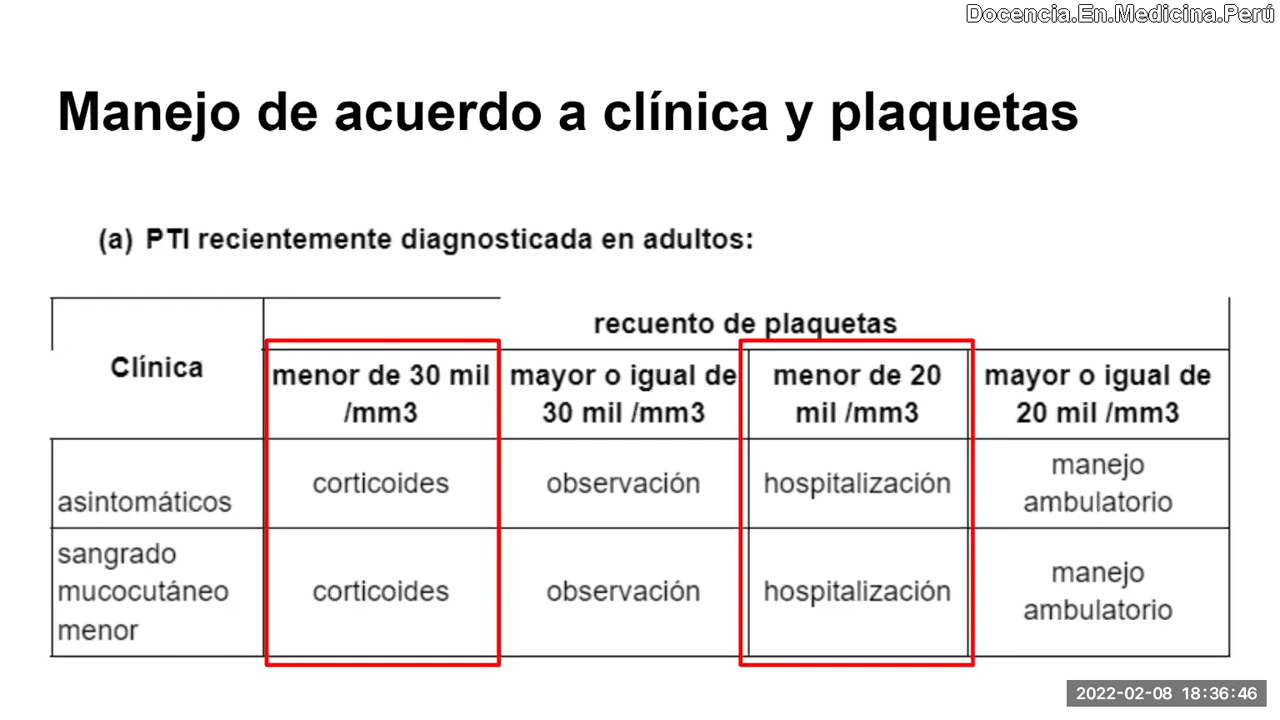 Docencia.En.Medicina.Perú
Manejo de acuerdo a clínica y plaquetas
(a) PTI recientemente diagnosticada en adultos:
recuento de plaquetas
Clínica
menor de 30 mil
/mm3
mayor o igual de
30 mil /mm3
menor de 20
mil /mm3
mayor o igual de
20 mil /mm3
asintomáticos
corticoides
observación
hospitalización
manejo
ambulatorio
sangrado
mucocutáneo
menor
corticoides
observación
hospitalización
manejo
ambulatorio
2022-02-08 18:36:46